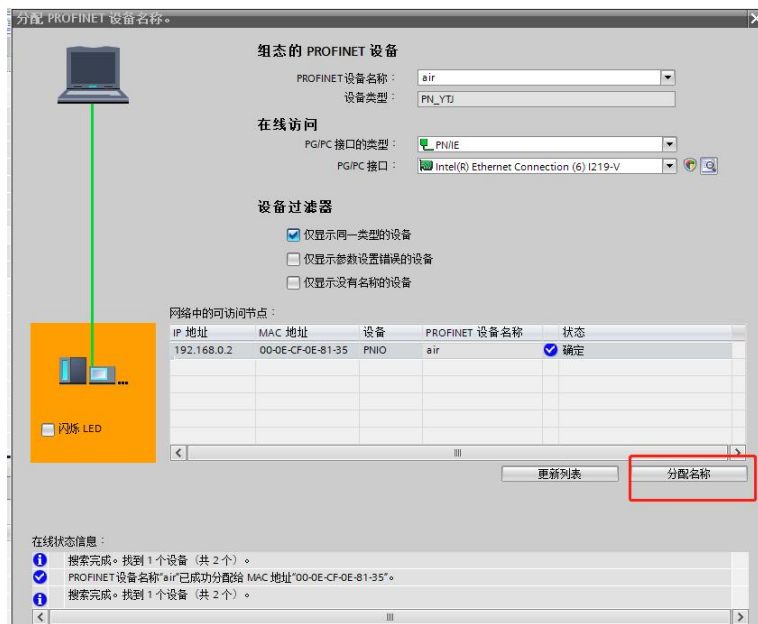 分配 PROFINET 设备名称。
组态的 PROFINET 设备
PROFINET设备名称： air
设备类型： PN_YTJ
在线访问
PG/PC 接口的类型： PN/IE
PG/PC 接口： Intel(R) Ethernet Connection (6) I219-V
设备过滤器
仅显示同一类型的设备
仅显示参数设置错误的设备
仅显示没有名称的设备
网络中的可访问节点：
IP 地址 MAC 地址 设备 PROFINET 设备名称 状态
192.168.0.2 00-0E-CF-0E-81-35 PNIO air 确定
闪烁 LED
更新列表 分配名称
在线状态信息：
搜索完成。找到 1 个设备（共 2 个）。
PROFINET设备名称"air"已成功分配给 MAC 地址"00-0E-CF-0E-81-35"。
搜索完成。找到 1 个设备（共 2 个）。